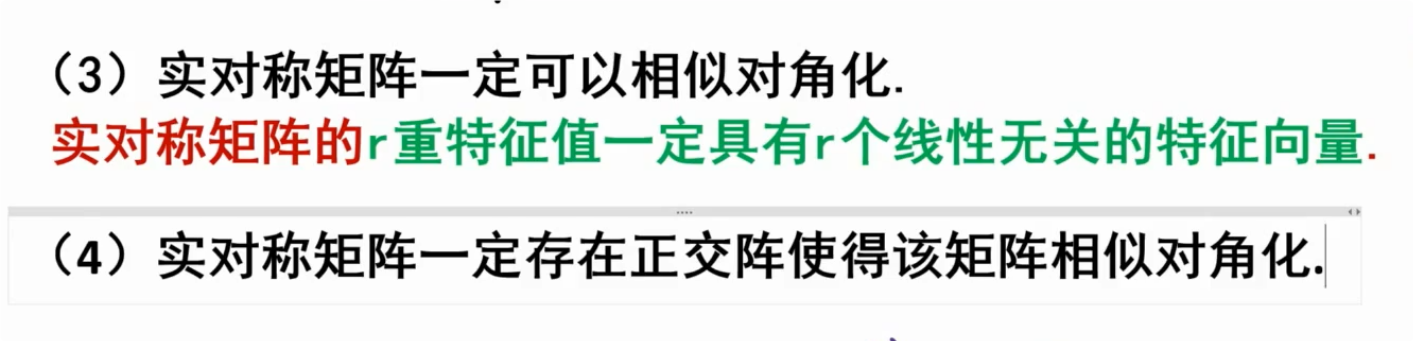 （3）实对称矩阵一定可以相似对角化.
实对称矩阵的r重特征值一定具有r个线性无关的特征向量.
（4）实对称矩阵一定存在正交阵使得该矩阵相似对角化.